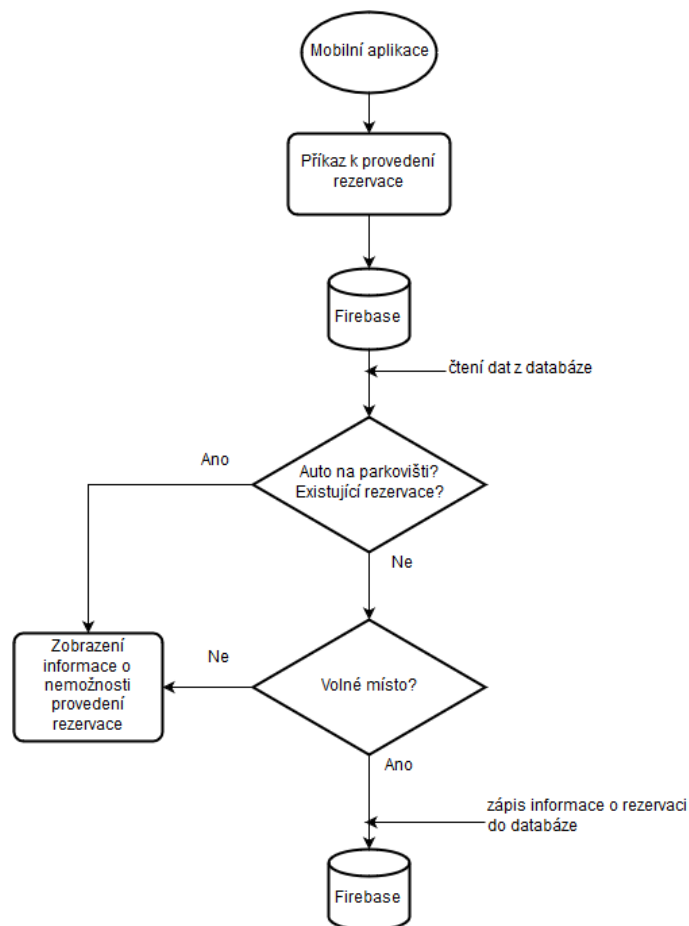 Mobilní aplikace
Příkaz k provedení
rezervace
Firebase
čtení dat z databáze
Ano
Auto na parkovišti?
Existující rezervace?
Ne
Zobrazení
informace o
nemožnosti
provedení
rezervace
Ne
Volné místo?
Ano
zápis informace o rezervaci
do databáze
Firebase